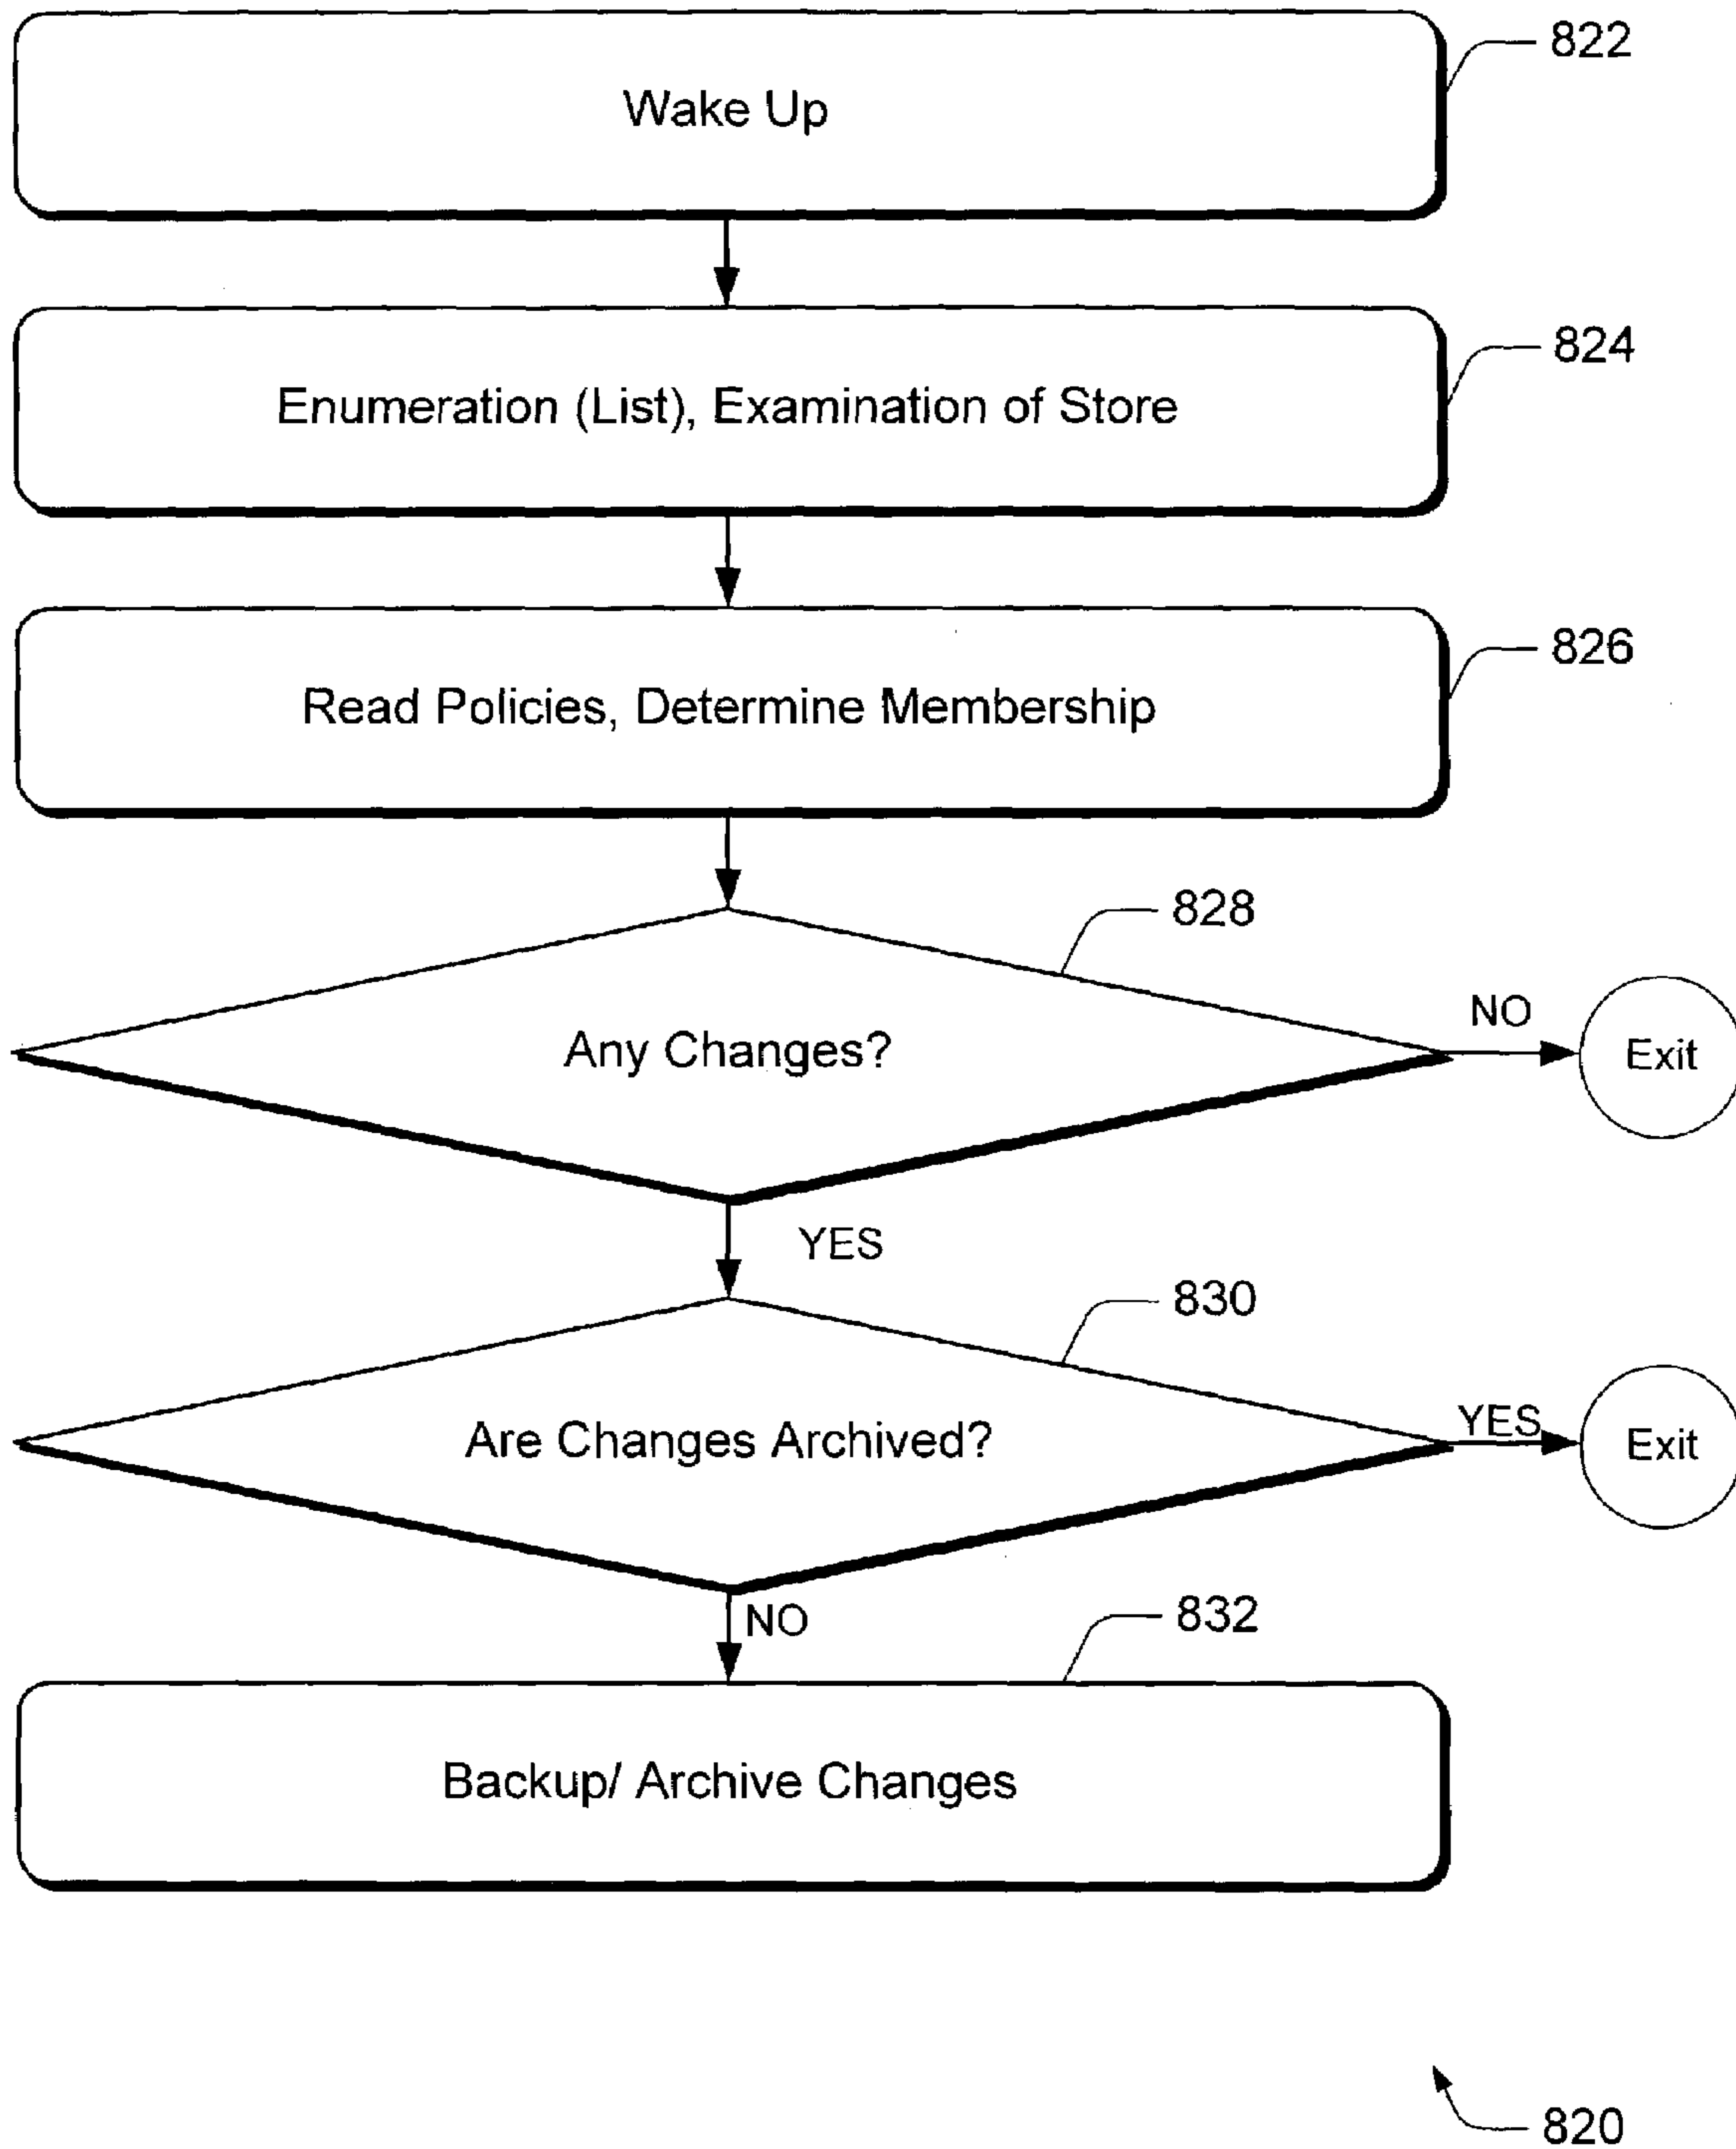 Wake Up
822
Enumeration (List), Examination of Store
824
Read Policies, Determine Membership
826
828
Any Changes?
NO
Exit
YES
830
Are Changes Archived?
YES
Exit
NO
832
Backup/ Archive Changes
820